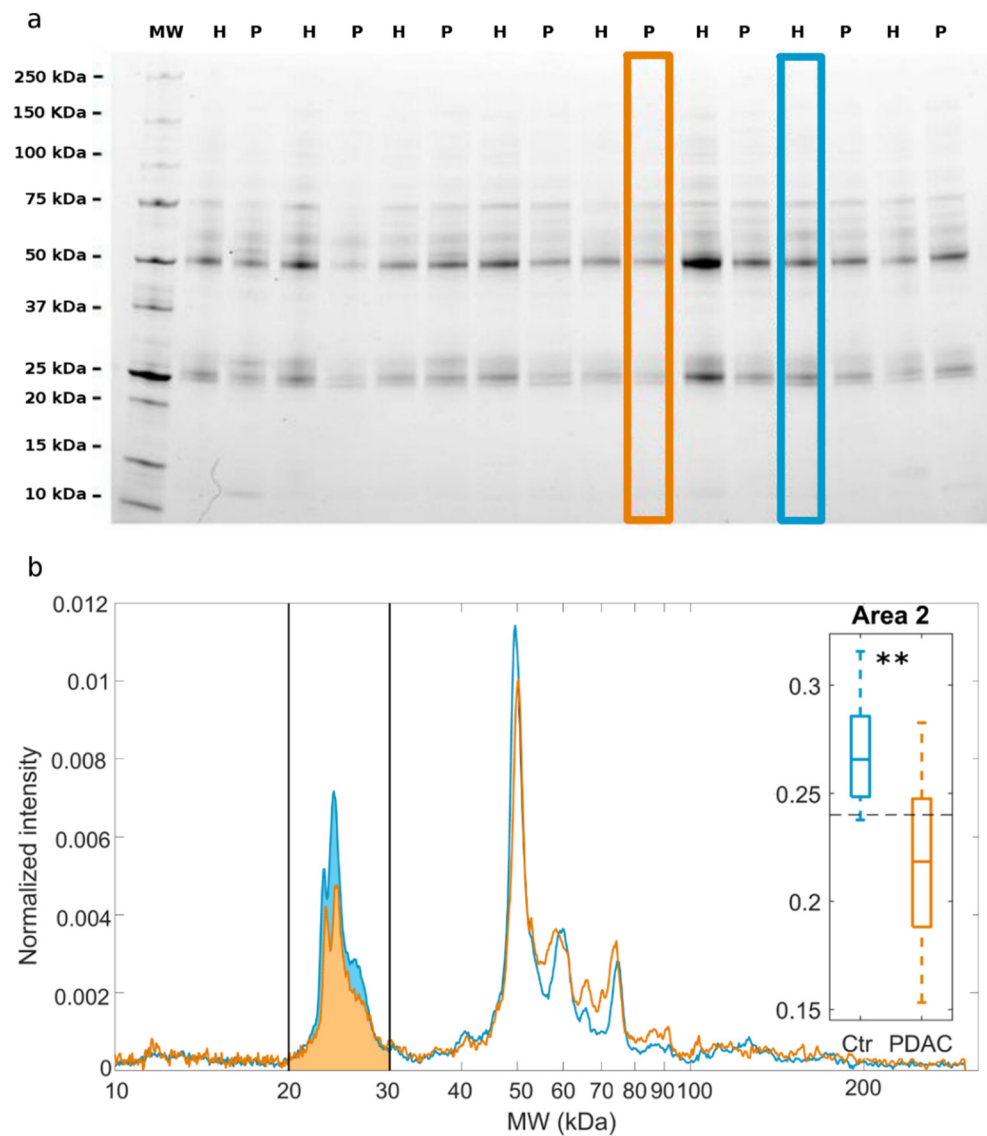 a
MW H P H P H P H P H P H P H P H P
250 kDa
150 KDa
100 kDa
75 kDa
50 kDa
37 kDa
25 kDa
20 kDa
15 kDa
10 kDa
b
0.012
0.01
0.008
0.006
0.004
0.002
0
Normalized intensity
10 20 30 40 50 60 70 80 90 100 200
MW (kDa)
Area 2
**
0.3
0.25
0.2
0.15
Ctr PDAC